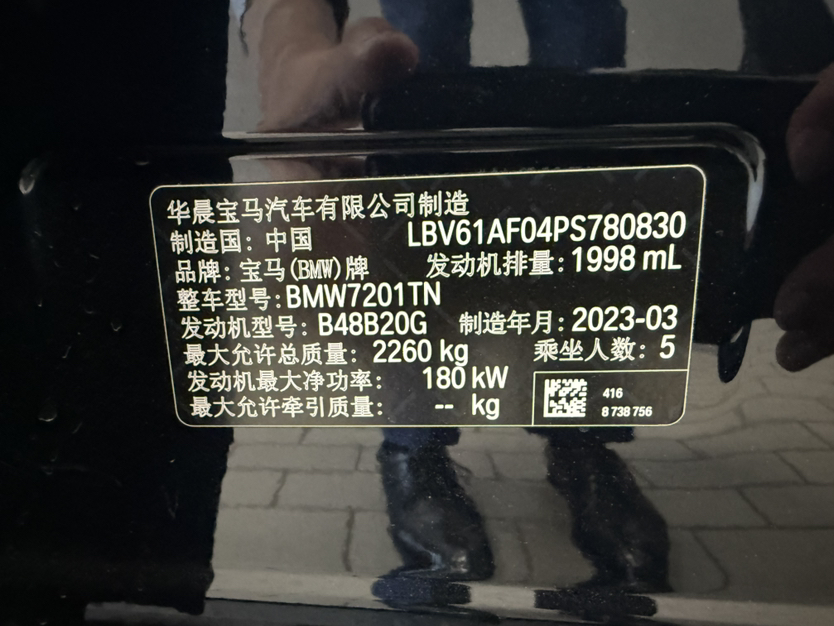 华晨宝马汽车有限公司制造
制造国：中国 LBV61AF04PS780830
品牌：宝马(BMW)牌 发动机排量：1998 mL
整车型号：BMW7201TN
发动机型号：B48B20G 制造年月：2023-03
最大允许总质量：2260 kg 乘坐人数：5
发动机最大净功率：180 kW
最大允许牵引质量：-- kg
416
8 738 756